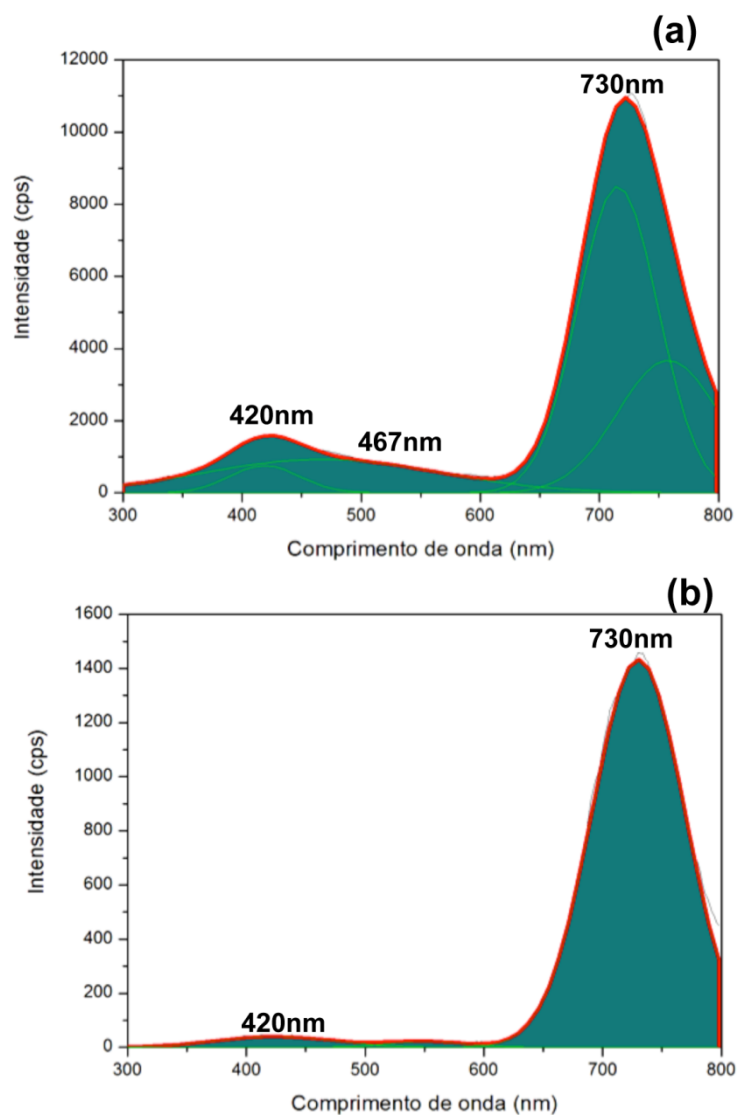 (a)
12000
10000
8000
6000
4000
2000
0
Intensidade (cps)
730nm
420nm
467nm
300 400 500 600 700 800
Comprimento de onda (nm)
(b)
1600
1400
1200
1000
800
600
400
200
0
Intensidade (cps)
730nm
420nm
300 400 500 600 700 800
Comprimento de onda (nm)